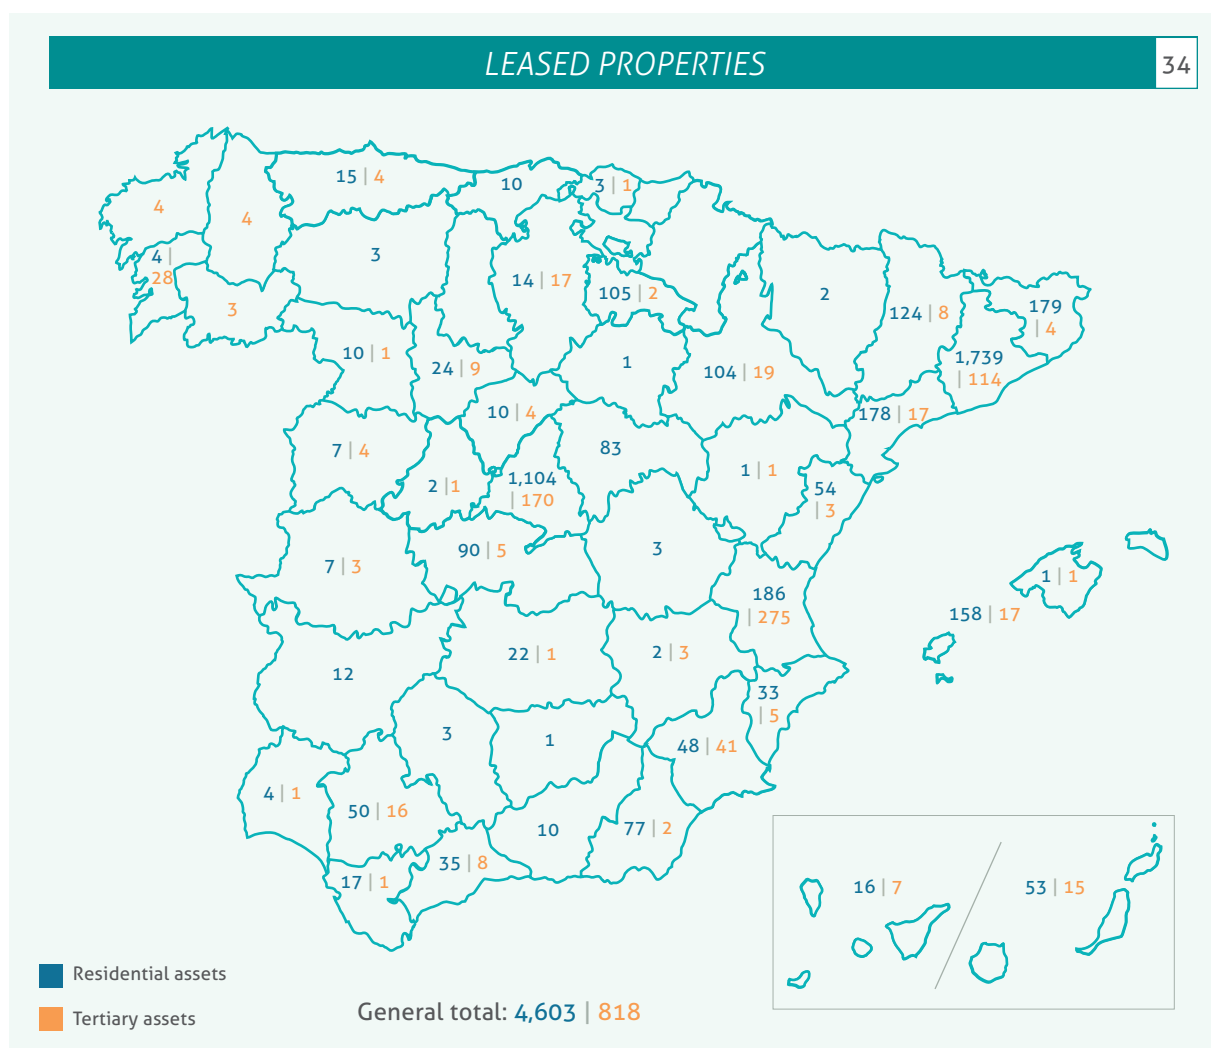 LEASED PROPERTIES
34
15 | 4
10
3 | 1
4
4
4 |
28
3
3
14 | 17
105 | 2
2
124 | 8
179
| 4
10 | 1
24 | 9
1
104 | 19
1,739
| 114
10 | 4
178 | 17
7 | 4
83
2 | 1
1,104
| 170
1 | 1
54
| 3
7 | 3
90 | 5
3
1 | 1
186
| 275
158 | 17
12
22 | 1
2 | 3
33
| 5
3
1
48 | 41
4 | 1
50 | 16
10
77 | 2
17 | 1
35 | 8
16 | 7
53 | 15
Residential assets
Tertiary assets
General total: 4,603 | 818